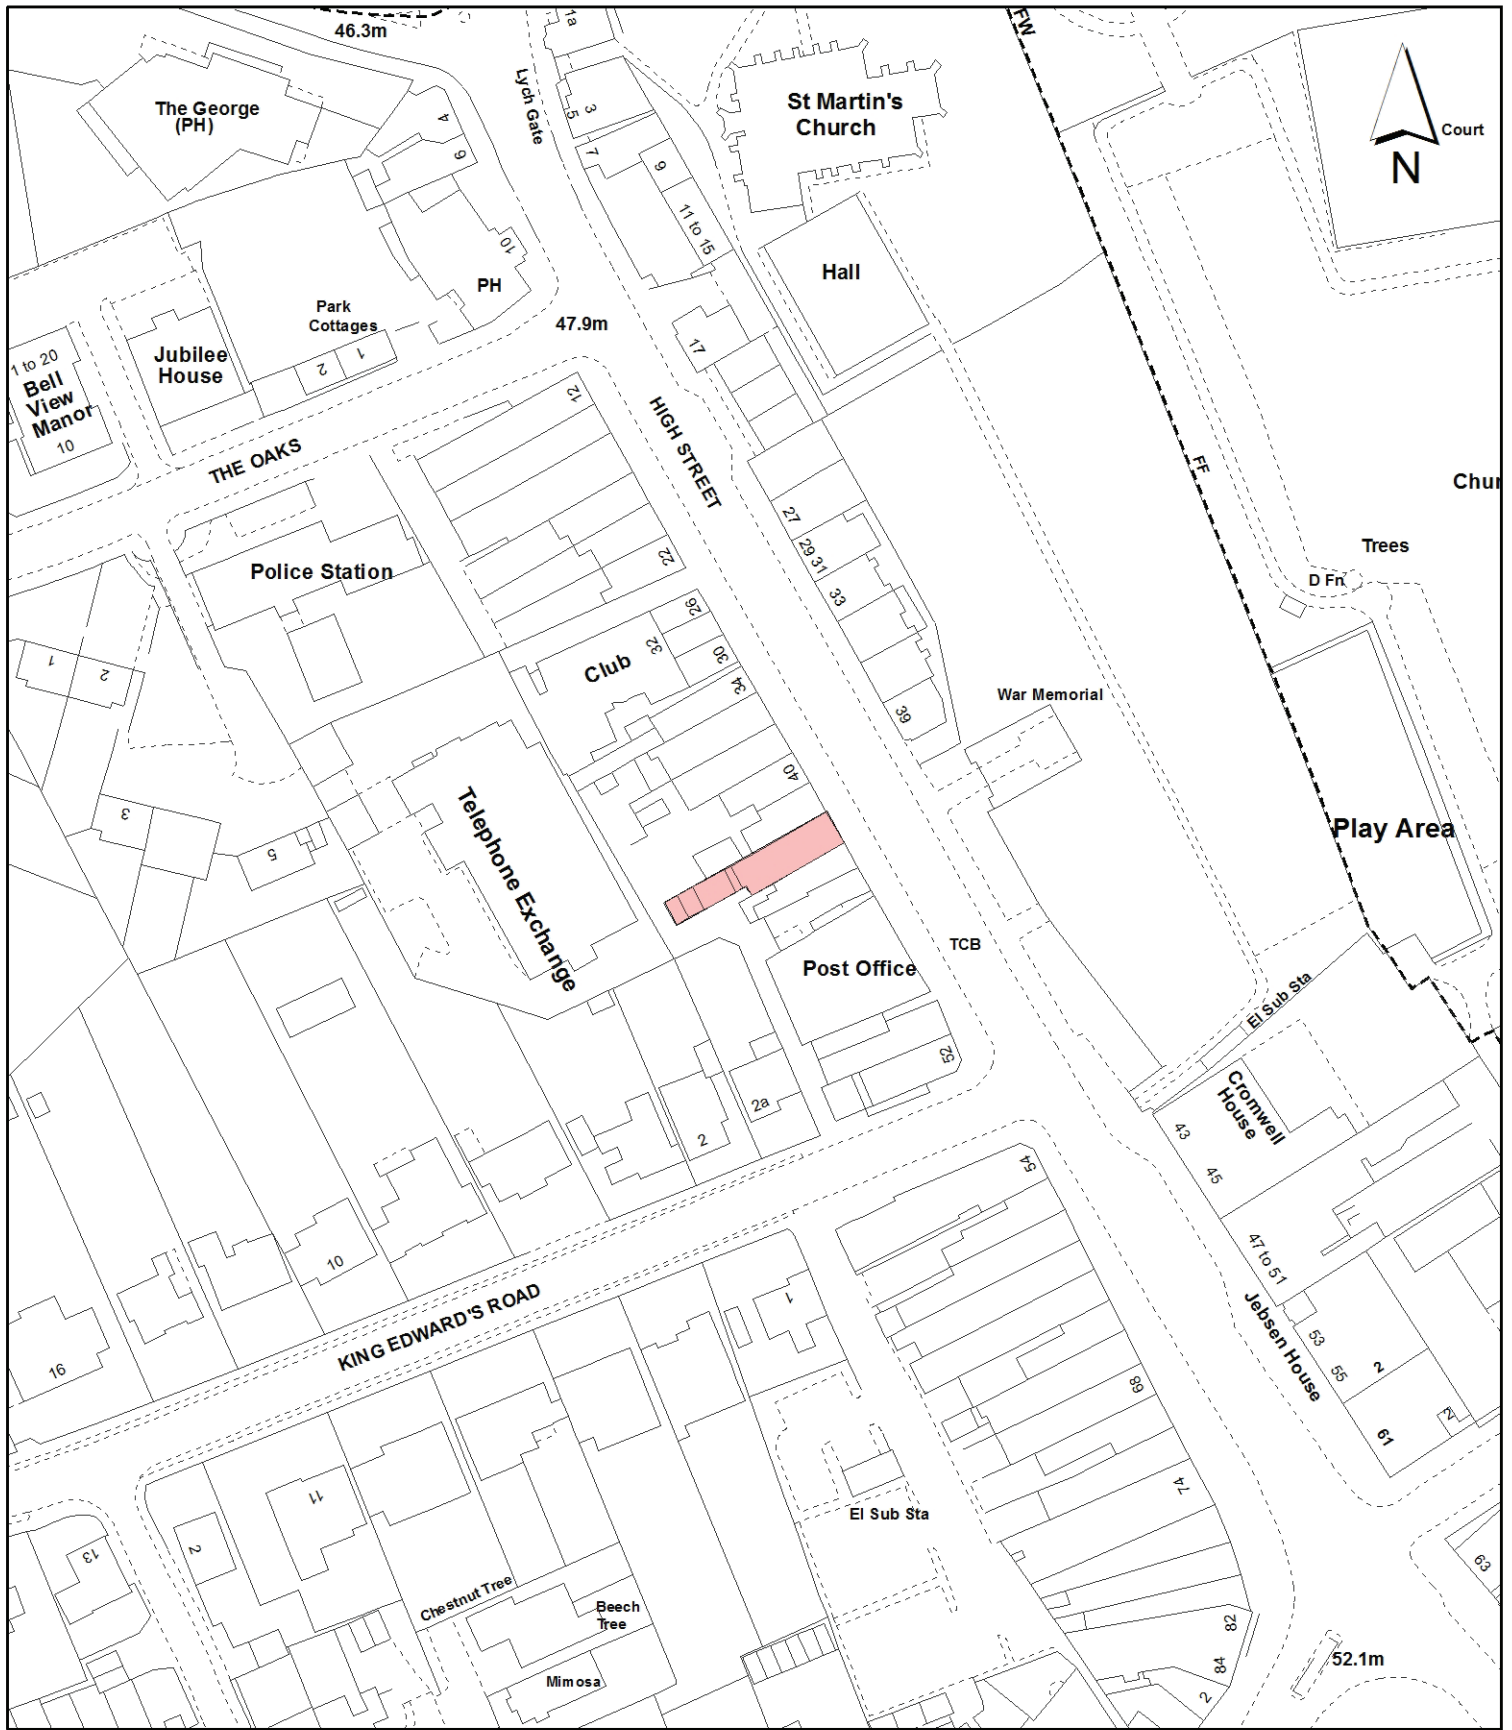 46.3m
1a
FW
Lych Gate
The George
(PH)
3
5
St Martin's
Church
Court
N
4
6
7
9
11 to 15
10
PH
Hall
Park
Cottages
47.9m
1
2
17
Jubilee
House
1 to 20
Bell
View
Manor
10
12
HIGH STREET
THE OAKS
FF
Chur
27
29 31
33
22
Trees
Police Station
D Fn
26
32
30
34
Club
1
2
War Memorial
39
40
Telephone Exchange
3
5
Play Area
TCB
Post Office
El Sub Sta
52
2a
2
Cromwell
House
43
45
54
10
47 to 51
KING EDWARD'S ROAD
1
Jebsen House
53
55
2
16
68
2
61
74
11
El Sub Sta
2
13
63
Chestnut Tree
Beech
Tree
82
52.1m
84
Mimosa
2